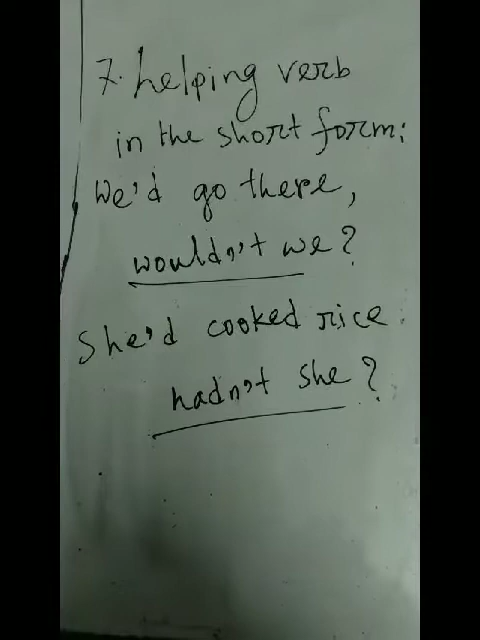 7. helping verb
in the short form:
We'd go there,
wouldn't we?
She'd cooked rice
hadn't she?